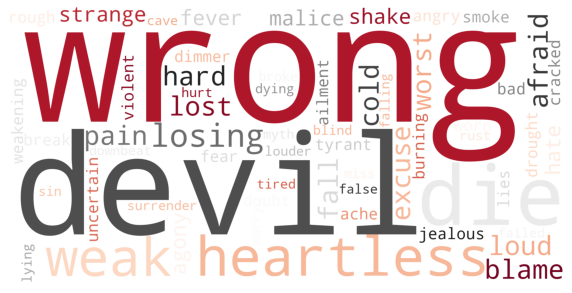 rough strange cave fever malice shake angry smoke
wrong
dimmer
violent hard hurt lost dying ailment cold worst afraid bad cracked
weakening break pain losing blind falling
downbeat myth fear louder tyrant excuse burning rust drought hate
devil
die
sin uncertain surrender tired false fall ache lies
jealous failed
lying weak agony heartless loud
blame